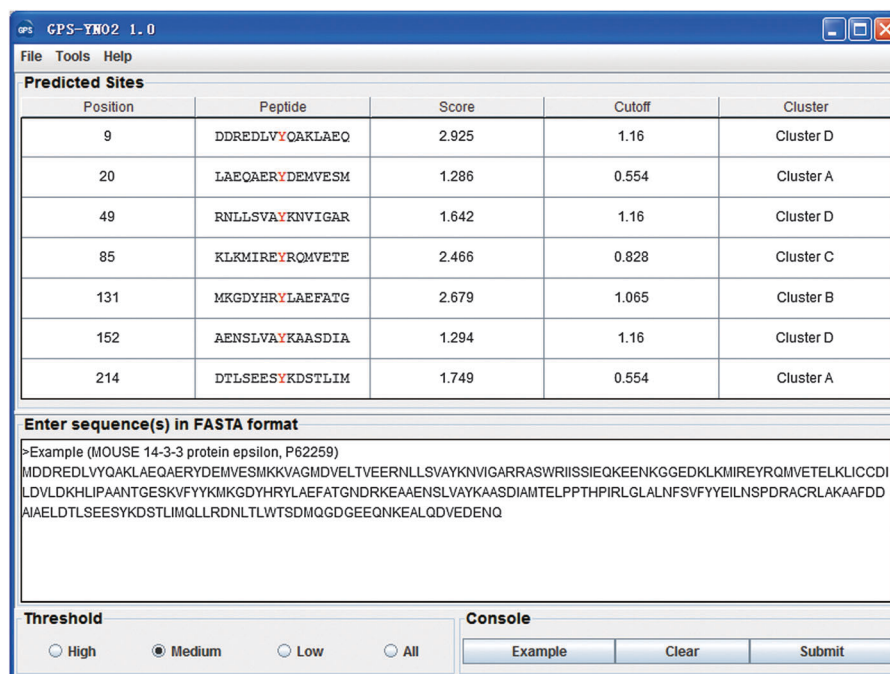 GPS GPS-YNO2 1.0
File Tools Help
Predicted Sites
Position Peptide Score Cutoff Cluster
9 DDREDLVYQAKLAEQ 2.925 1.16 Cluster D
20 LAEQAERYDEMVESM 1.286 0.554 Cluster A
49 RNLLSVAYKNVIGAR 1.642 1.16 Cluster D
85 KLKMIREYRQMVETE 2.466 0.828 Cluster C
131 MKGDYHRYLAEFATG 2.679 1.065 Cluster B
152 AENSLVAYKAASDIA 1.294 1.16 Cluster D
214 DTLSEESYKDSTLIM 1.749 0.554 Cluster A
Enter sequence(s) in FASTA format
>Example (MOUSE 14-3-3 protein epsilon, P62259)
MDDREDLVYQAKLAEQAERYDEMVESMKKVAGMDVELTVEERNLLSVAYKNVIGARRASWRIISSIEQKEENKGGEDKLKMIREYRQMVETELKLICCDI
LDVLDKHLIPAANTGESKVFYYKMKGDYHRYLAEFATGNDRKEAAENSLVAYKAASDIAMTELPPTHPIRLGLALNFSVFYYEILNSPDRACRLAKAAFDD
AIAELDTLSEESYKDSTLIMQLLRDNLTLWTSDMQGDGEEQNKEALQDVEDENQ
Threshold Console
High Medium Low All Example Clear Submit